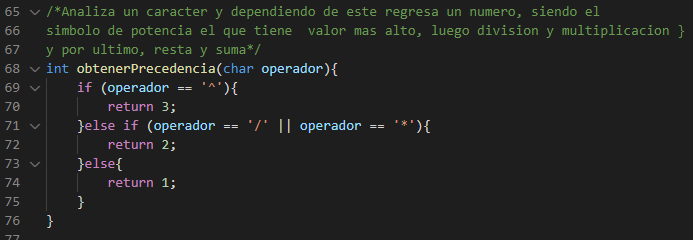 65 /*Analiza un caracter y dependiendo de este regresa un numero, siendo el
66 simbolo de potencia el que tiene  valor mas alto, luego division y multiplicacion }
67 y por ultimo, resta y suma*/
68 int obtenerPrecedencia(char operador){
69     if (operador == '^'){
70         return 3;
71     }else if (operador == '/' || operador == '*'){
72         return 2;
73     }else{
74         return 1;
75     }
76 }
77